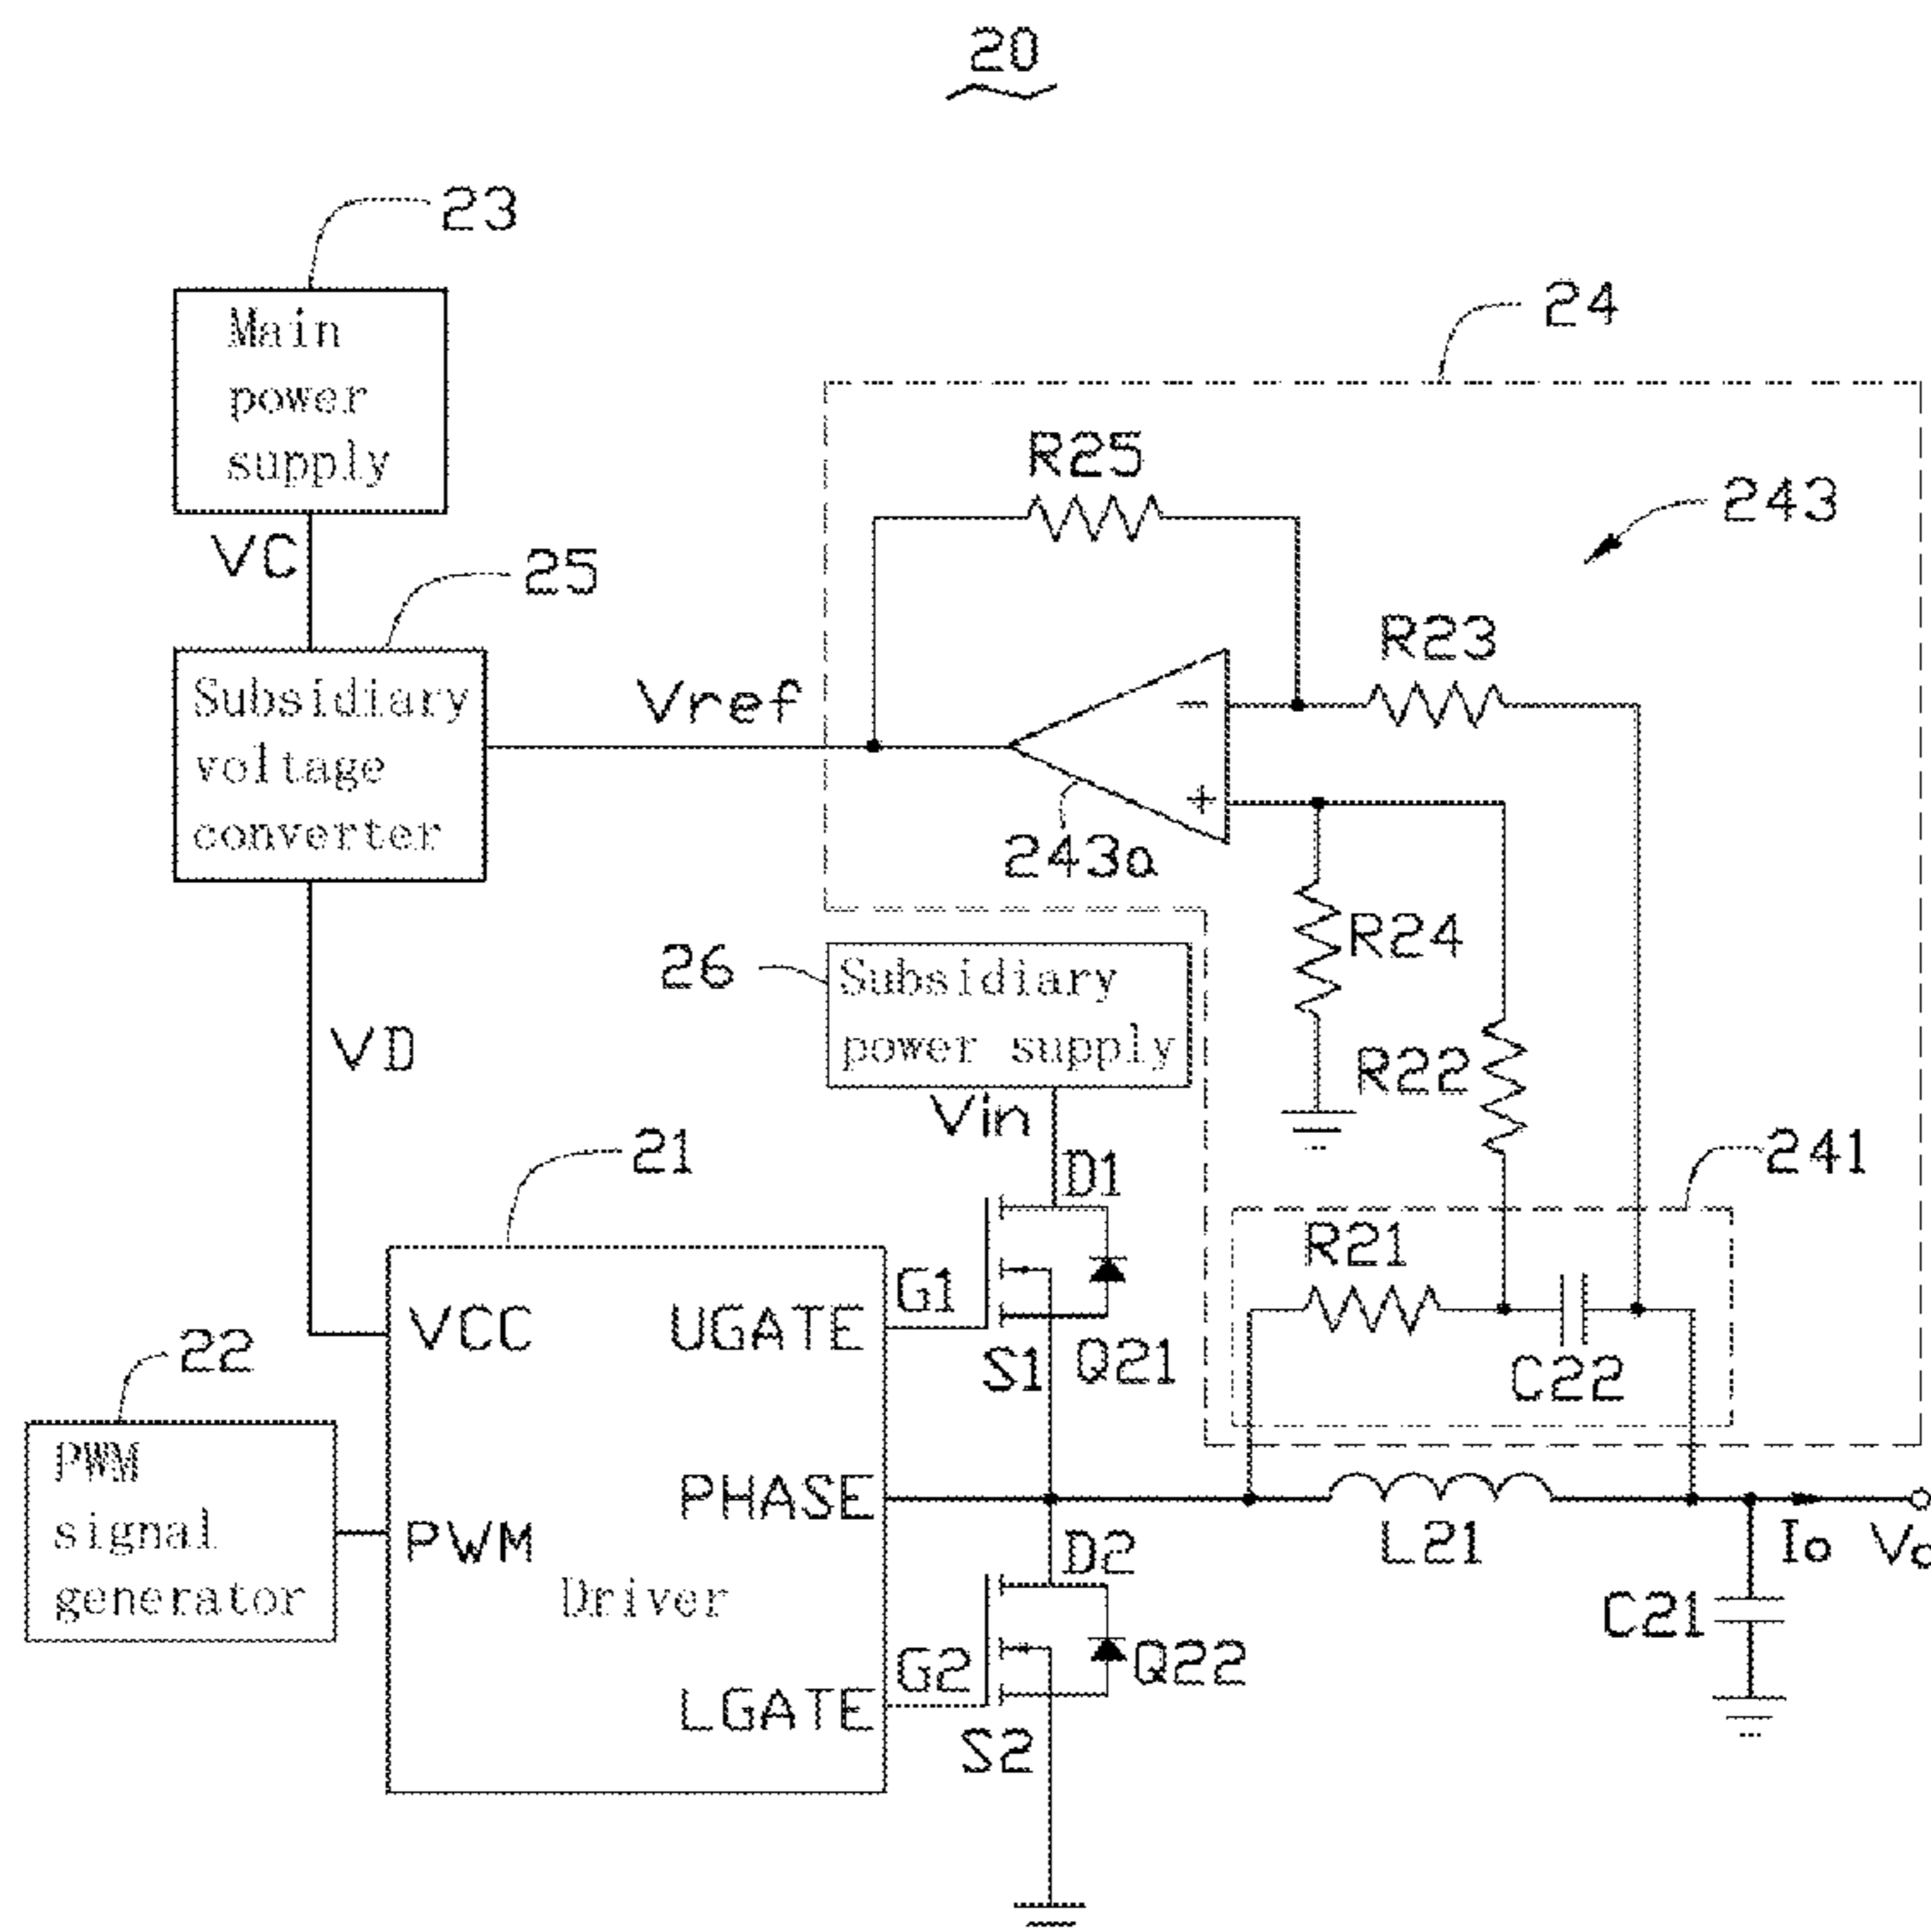 20
23
Main
power
supply
24
R25
243
VC
25
R23
Subsidiary
voltage
converter
Vref
−
+
243a
26
Subsidiary
power supply
R24
VD
R22
Vin
21
D1
241
R21
G1
VCC
UGATE
22
S1
Q21
C22
PWM
signal
generator
PHASE
PWM
D2
L21
Io
Vo
Driver
C21
G2
Q22
LGATE
S2